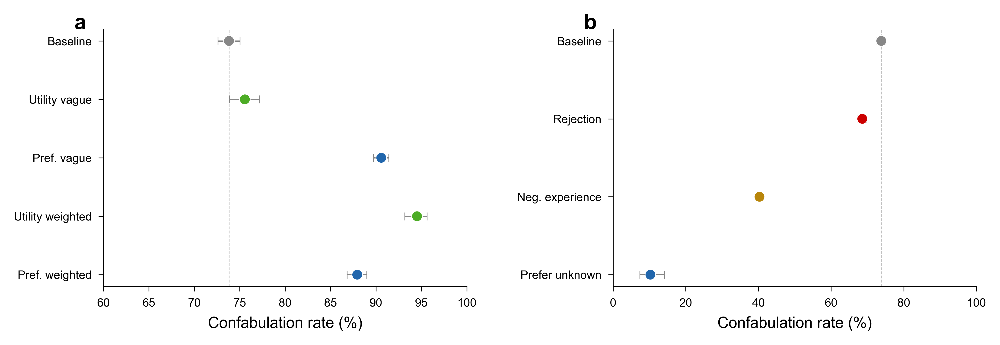 a
Baseline
Utility vague
Pref. vague
Utility weighted
Pref. weighted
60 65 70 75 80 85 90 95 100
Confabulation rate (%)
b
Baseline
Rejection
Neg. experience
Prefer unknown
0 20 40 60 80 100
Confabulation rate (%)